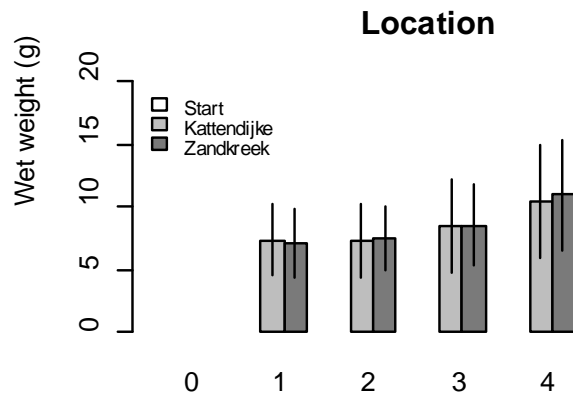 Location
Wet weight (g)
20
15
10
5
0
Start
Kattendijke
Zandkreek
0 1 2 3 4